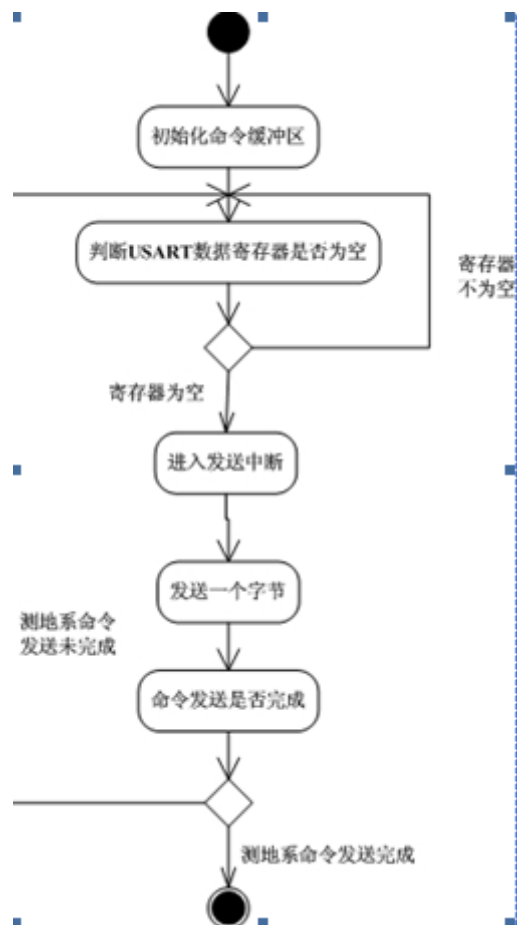 初始化命令缓冲区
判断USART数据寄存器是否为空
寄存器
不为空
寄存器为空
进入发送中断
发送一个字节
测地系命令
发送未完成
命令发送是否完成
测地系命令发送完成